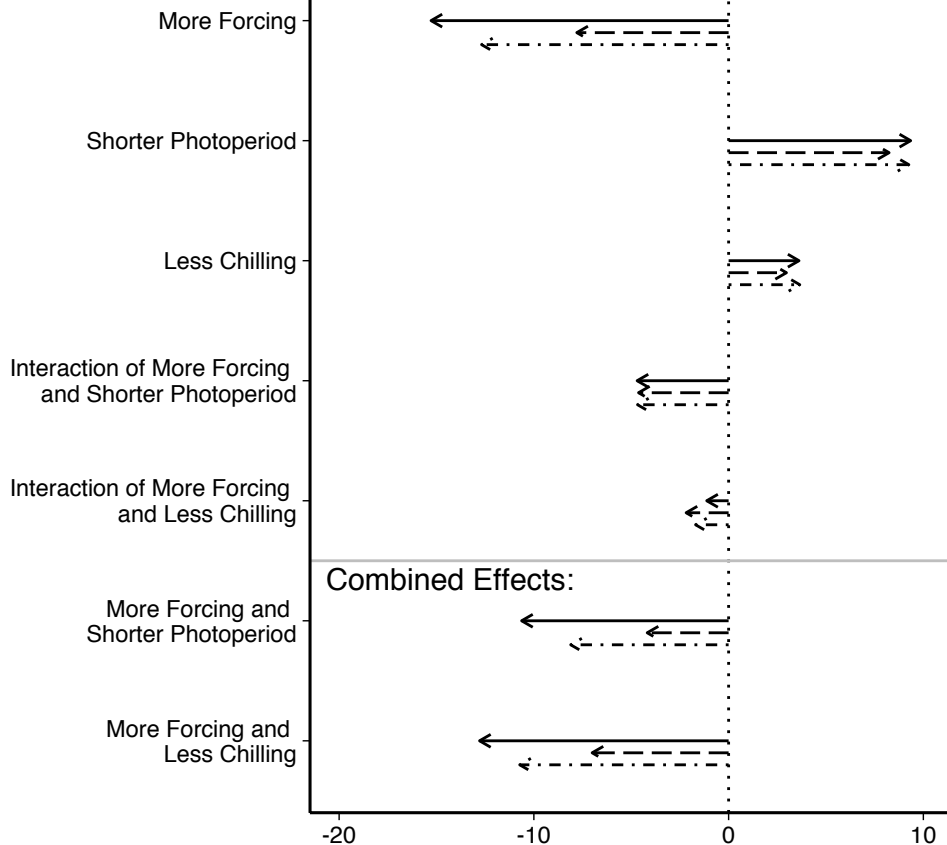 More Forcing
Shorter Photoperiod
Less Chilling
Interaction of More Forcing
and Shorter Photoperiod
Interaction of More Forcing
and Less Chilling
Combined Effects:
More Forcing and
Shorter Photoperiod
More Forcing and
Less Chilling
-20 -10 0 10